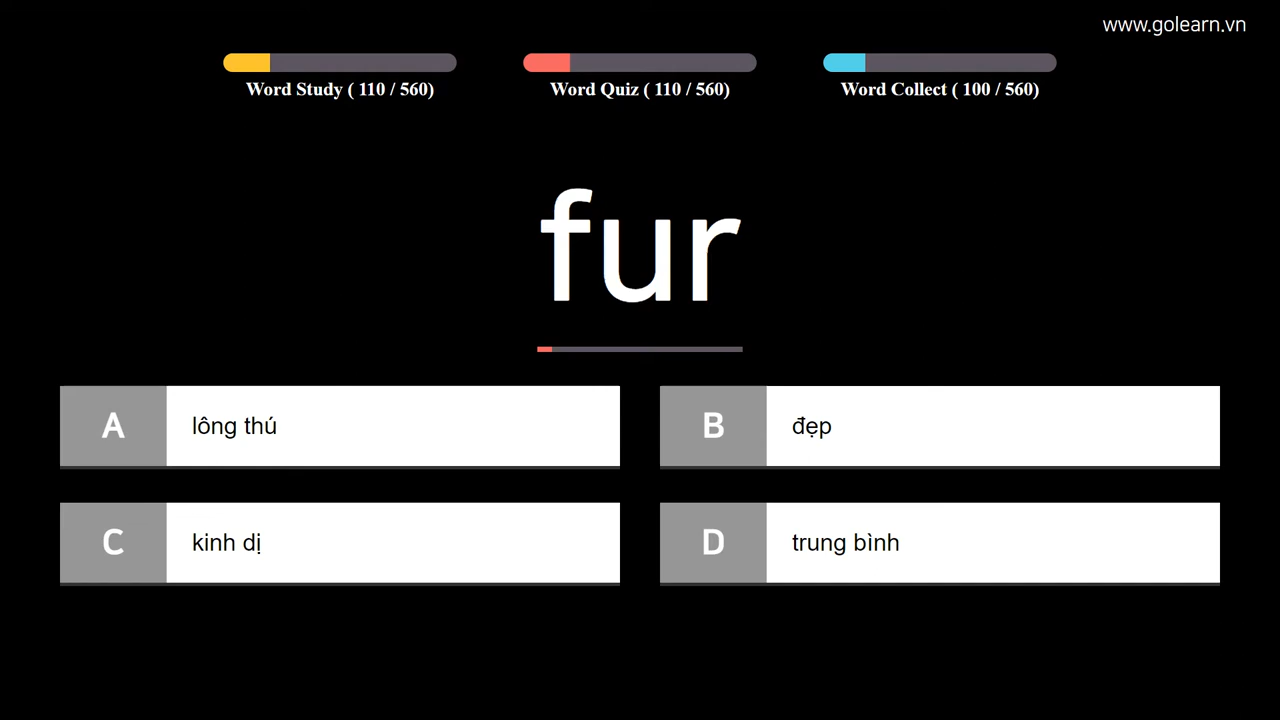 www.golearn.vn
Word Study ( 110 / 560)
Word Quiz ( 110 / 560)
Word Collect ( 100 / 560)
fur
A lông thú
B đẹp
C kinh dị
D trung bình